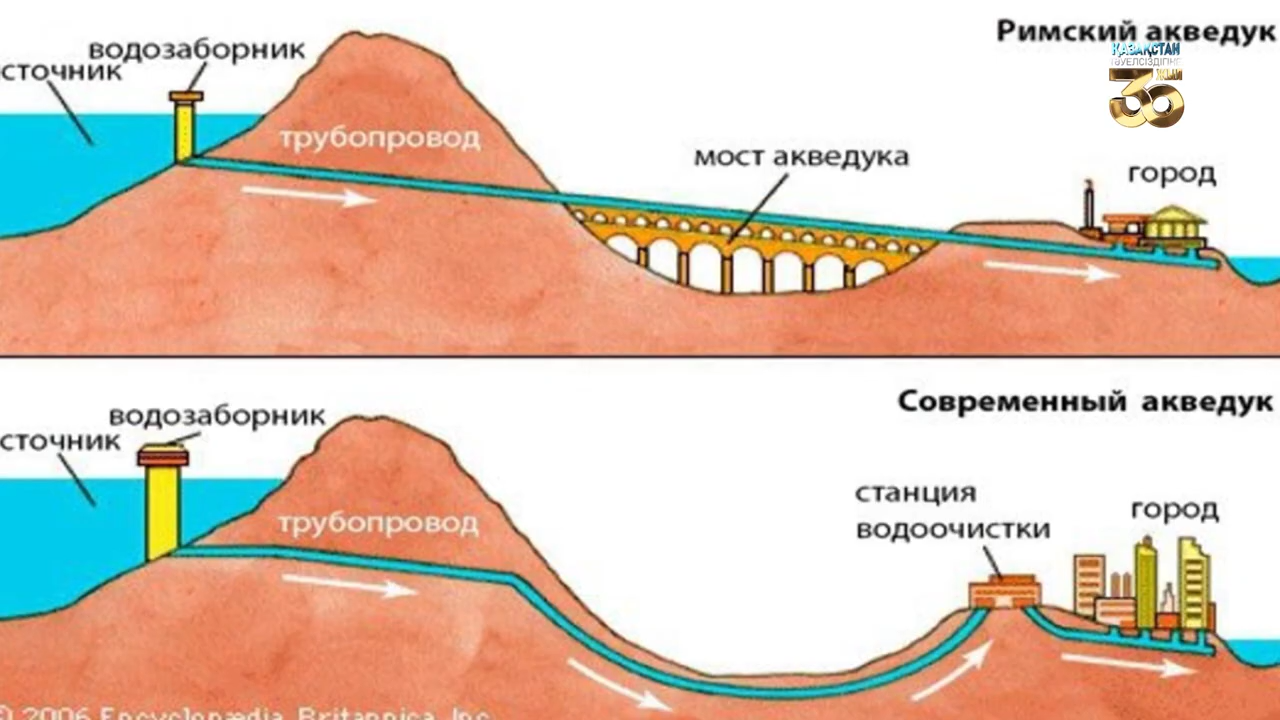 Римский акведук
водозаборник
сточник
ҚАЗАҚСТАН
ТӘУЕЛСІЗДІГІНЕ
30 ЖЫЛ
трубопровод
мост акведука
город
Современный акведук
водозаборник
сточник
станция
водоочистки
город
трубопровод
© 2006 Encyclopædia Britannica, Inc.